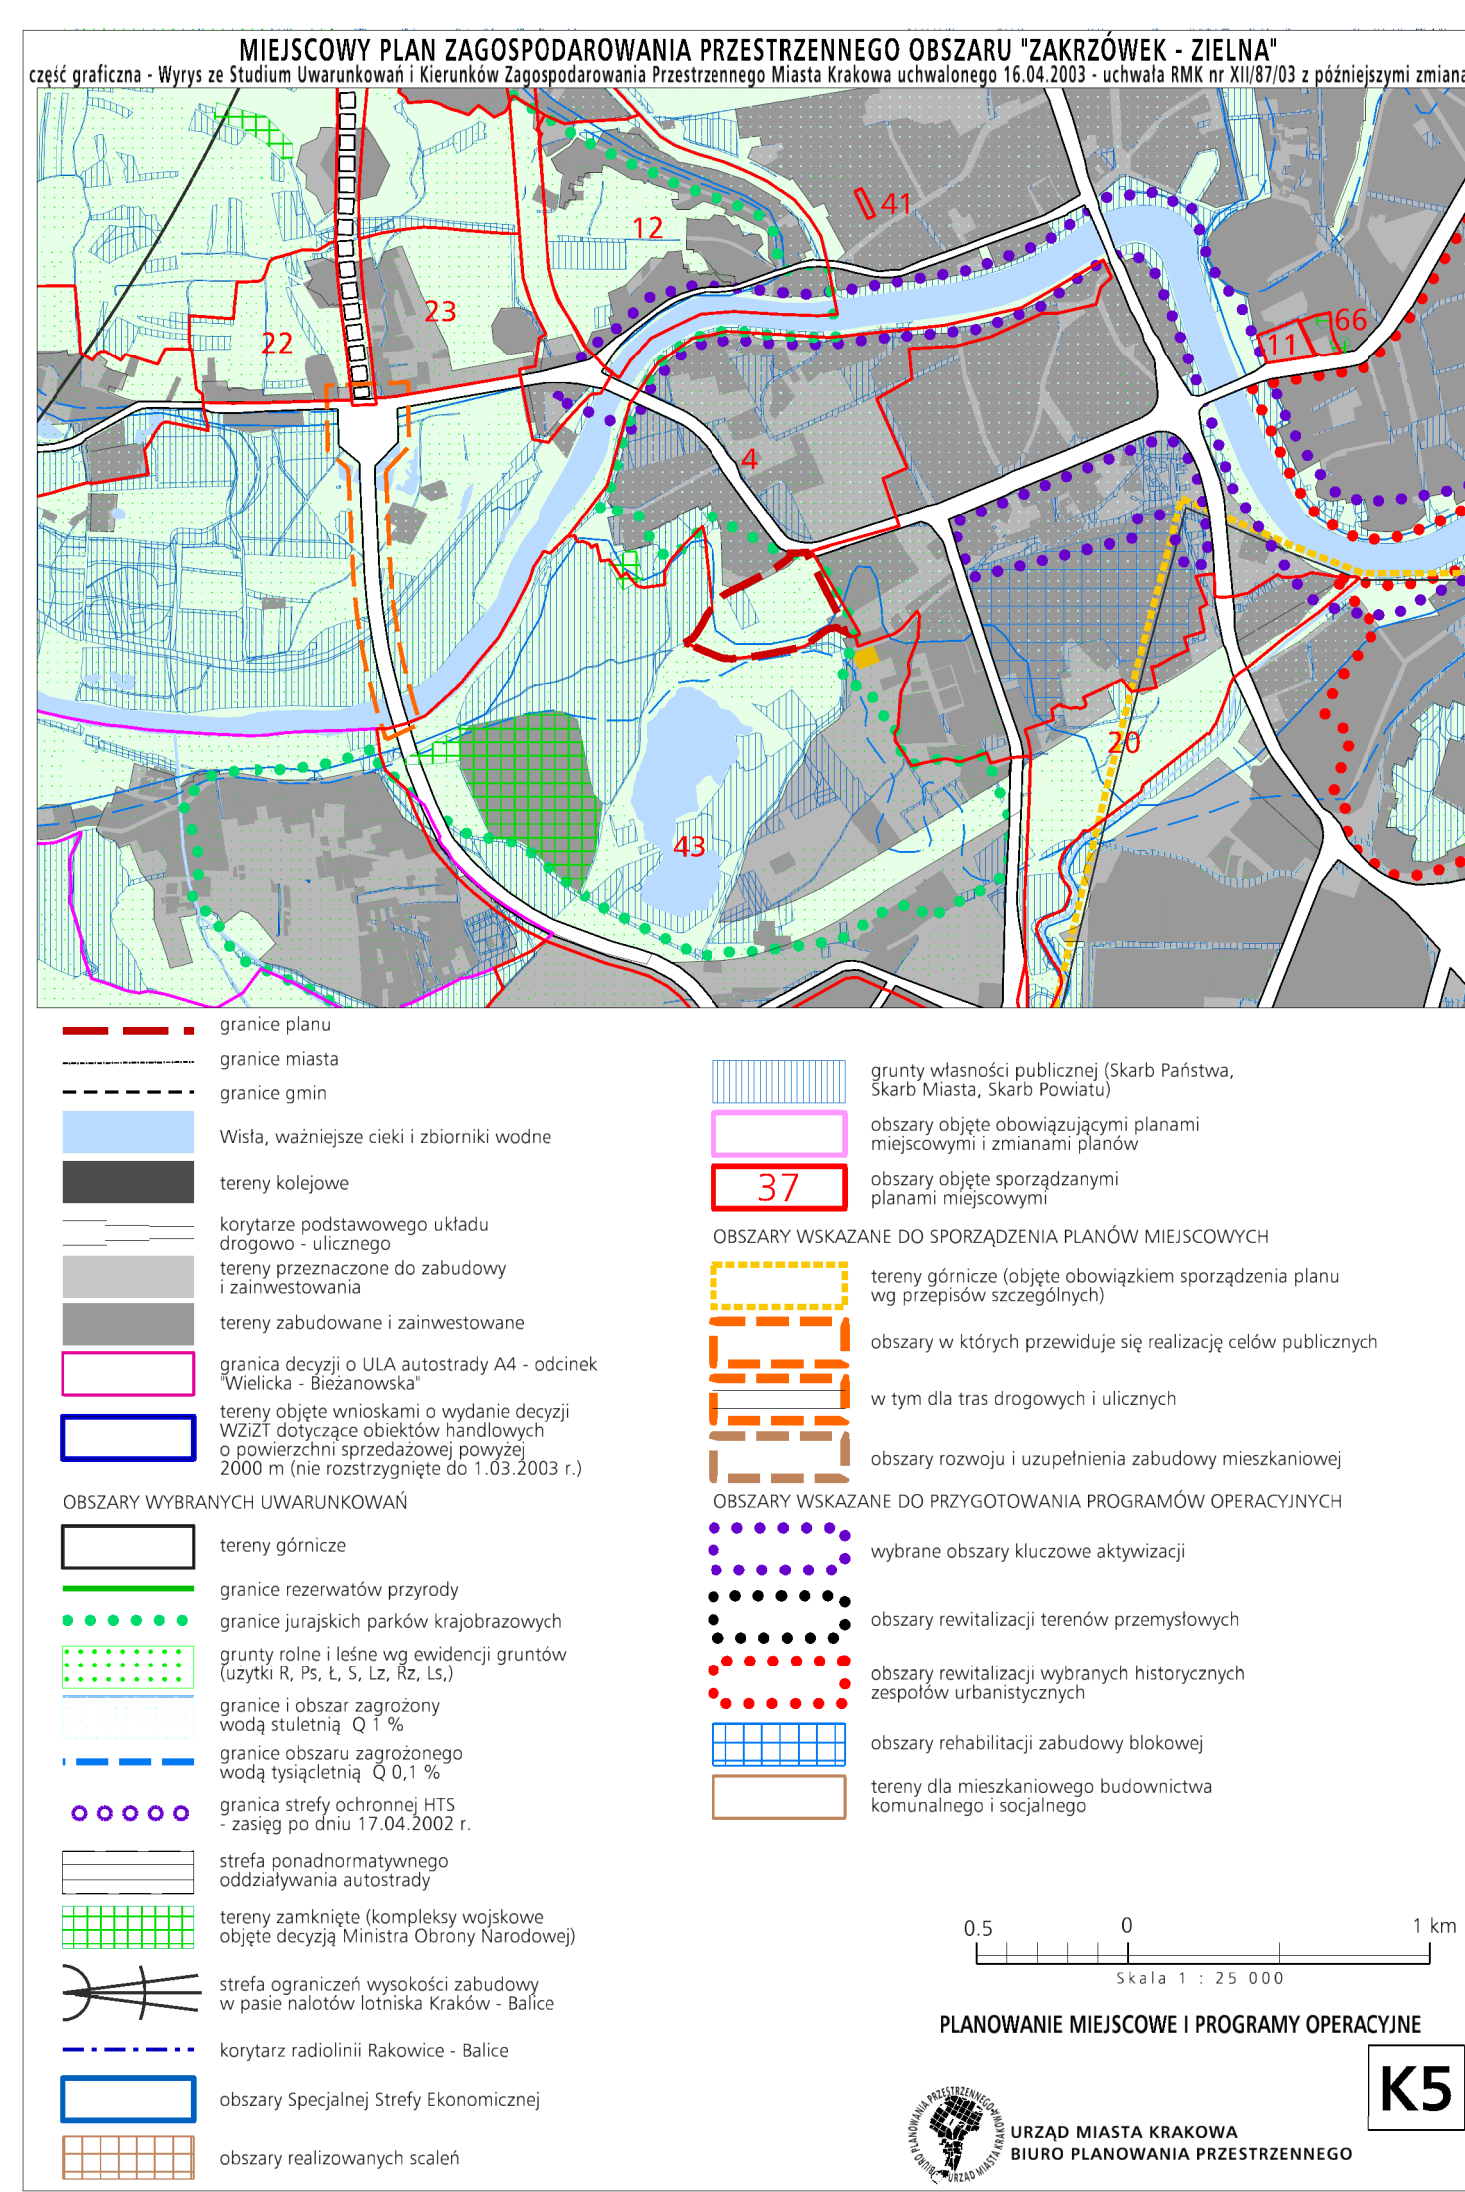 MIEJSCOWY PLAN ZAGOSPODAROWANIA PRZESTRZENNEGO OBSZARU "ZAKRZÓWEK - ZIELNA"
część graficzna - Wyrys ze Studium Uwarunkowań i Kierunków Zagospodarowania Przestrzennego Miasta Krakowa uchwalonego 16.04.2003 - uchwała RMK nr XII/87/03 z późniejszymi zmiana
41
12
23
22
66
11
4
20
43
granice planu
granice miasta
granice gmin
Wisła, ważniejsze cieki i zbiorniki wodne
tereny kolejowe
korytarze podstawowego układu
drogowo - ulicznego
tereny przeznaczone do zabudowy
i zainwestowania
tereny zabudowane i zainwestowane
granica decyzji o ULA autostrady A4 - odcinek
"Wielicka - Bieżanowska"
tereny objęte wnioskami o wydanie decyzji
WZiZT dotyczące obiektów handlowych
o powierzchni sprzedażowej powyżej
2000 m (nie rozstrzygnięte do 1.03.2003 r.)
OBSZARY WYBRANYCH UWARUNKOWAŃ
tereny górnicze
granice rezerwatów przyrody
granice jurajskich parków krajobrazowych
grunty rolne i leśne wg ewidencji gruntów
(użytki R, Ps, Ł, S, Lz, Rz, Ls,)
granice i obszar zagrożony
wodą stuletnią Q 1 %
granice obszaru zagrożonego
wodą tysiącletnią Q 0,1 %
granica strefy ochronnej HTS
- zasięg po dniu 17.04.2002 r.
strefa ponadnormatywnego
oddziaływania autostrady
tereny zamknięte (kompleksy wojskowe
objęte decyzją Ministra Obrony Narodowej)
strefa ograniczeń wysokości zabudowy
w pasie nalotów lotniska Kraków - Balice
korytarz radiolinii Rakowice - Balice
obszary Specjalnej Strefy Ekonomicznej
obszary realizowanych scaleń
grunty własności publicznej (Skarb Państwa,
Skarb Miasta, Skarb Powiatu)
obszary objęte obowiązującymi planami
miejscowymi i zmianami planów
37
obszary objęte sporządzanymi
planami miejscowymi
OBSZARY WSKAZANE DO SPORZĄDZENIA PLANÓW MIEJSCOWYCH
tereny górnicze (objęte obowiązkiem sporządzenia planu
wg przepisów szczególnych)
obszary w których przewiduje się realizację celów publicznych
w tym dla tras drogowych i ulicznych
obszary rozwoju i uzupełnienia zabudowy mieszkaniowej
OBSZARY WSKAZANE DO PRZYGOTOWANIA PROGRAMÓW OPERACYJNYCH
wybrane obszary kluczowe aktywizacji
obszary rewitalizacji terenów przemysłowych
obszary rewitalizacji wybranych historycznych
zespołów urbanistycznych
obszary rehabilitacji zabudowy blokowej
tereny dla mieszkaniowego budownictwa
komunalnego i socjalnego
0.5 0 1 km
Skala 1 : 25 000
PLANOWANIE MIEJSCOWE I PROGRAMY OPERACYJNE
K5
BIURO PLANOWANIA PRZESTRZENNEGO
URZĄD MIASTA KRAKOWA
URZĄD MIASTA KRAKOWA
BIURO PLANOWANIA PRZESTRZENNEGO